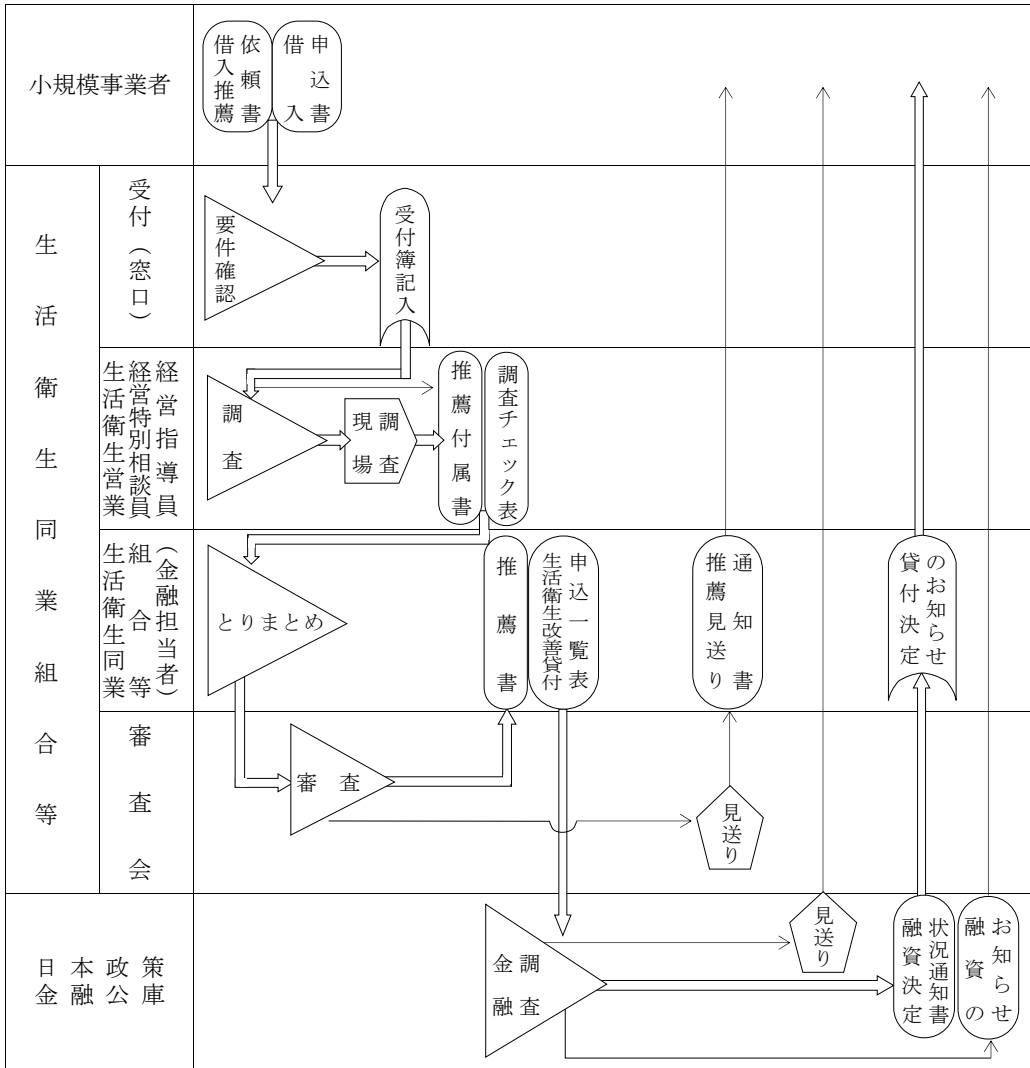 小規模事業者
借入推薦
依頼書
借入
申込書
生活衛生同業組合等
受付（窓口）
要件確認
受付簿記入
経営指導員
経営特別相談員
生活衛生営業
調査
現場
調査
推薦付属書
調査チェック表
（金融担当者）
組合等
生活衛生同業
とりまとめ
推薦書
生活衛生改善貸付
申込一覧表
推薦見送り
通知書
貸付決定
のお知らせ
審査会
審査
見送り
日本政策
金融公庫
金融
調査
見送り
融資決定
状況通知書
融資の
お知らせ